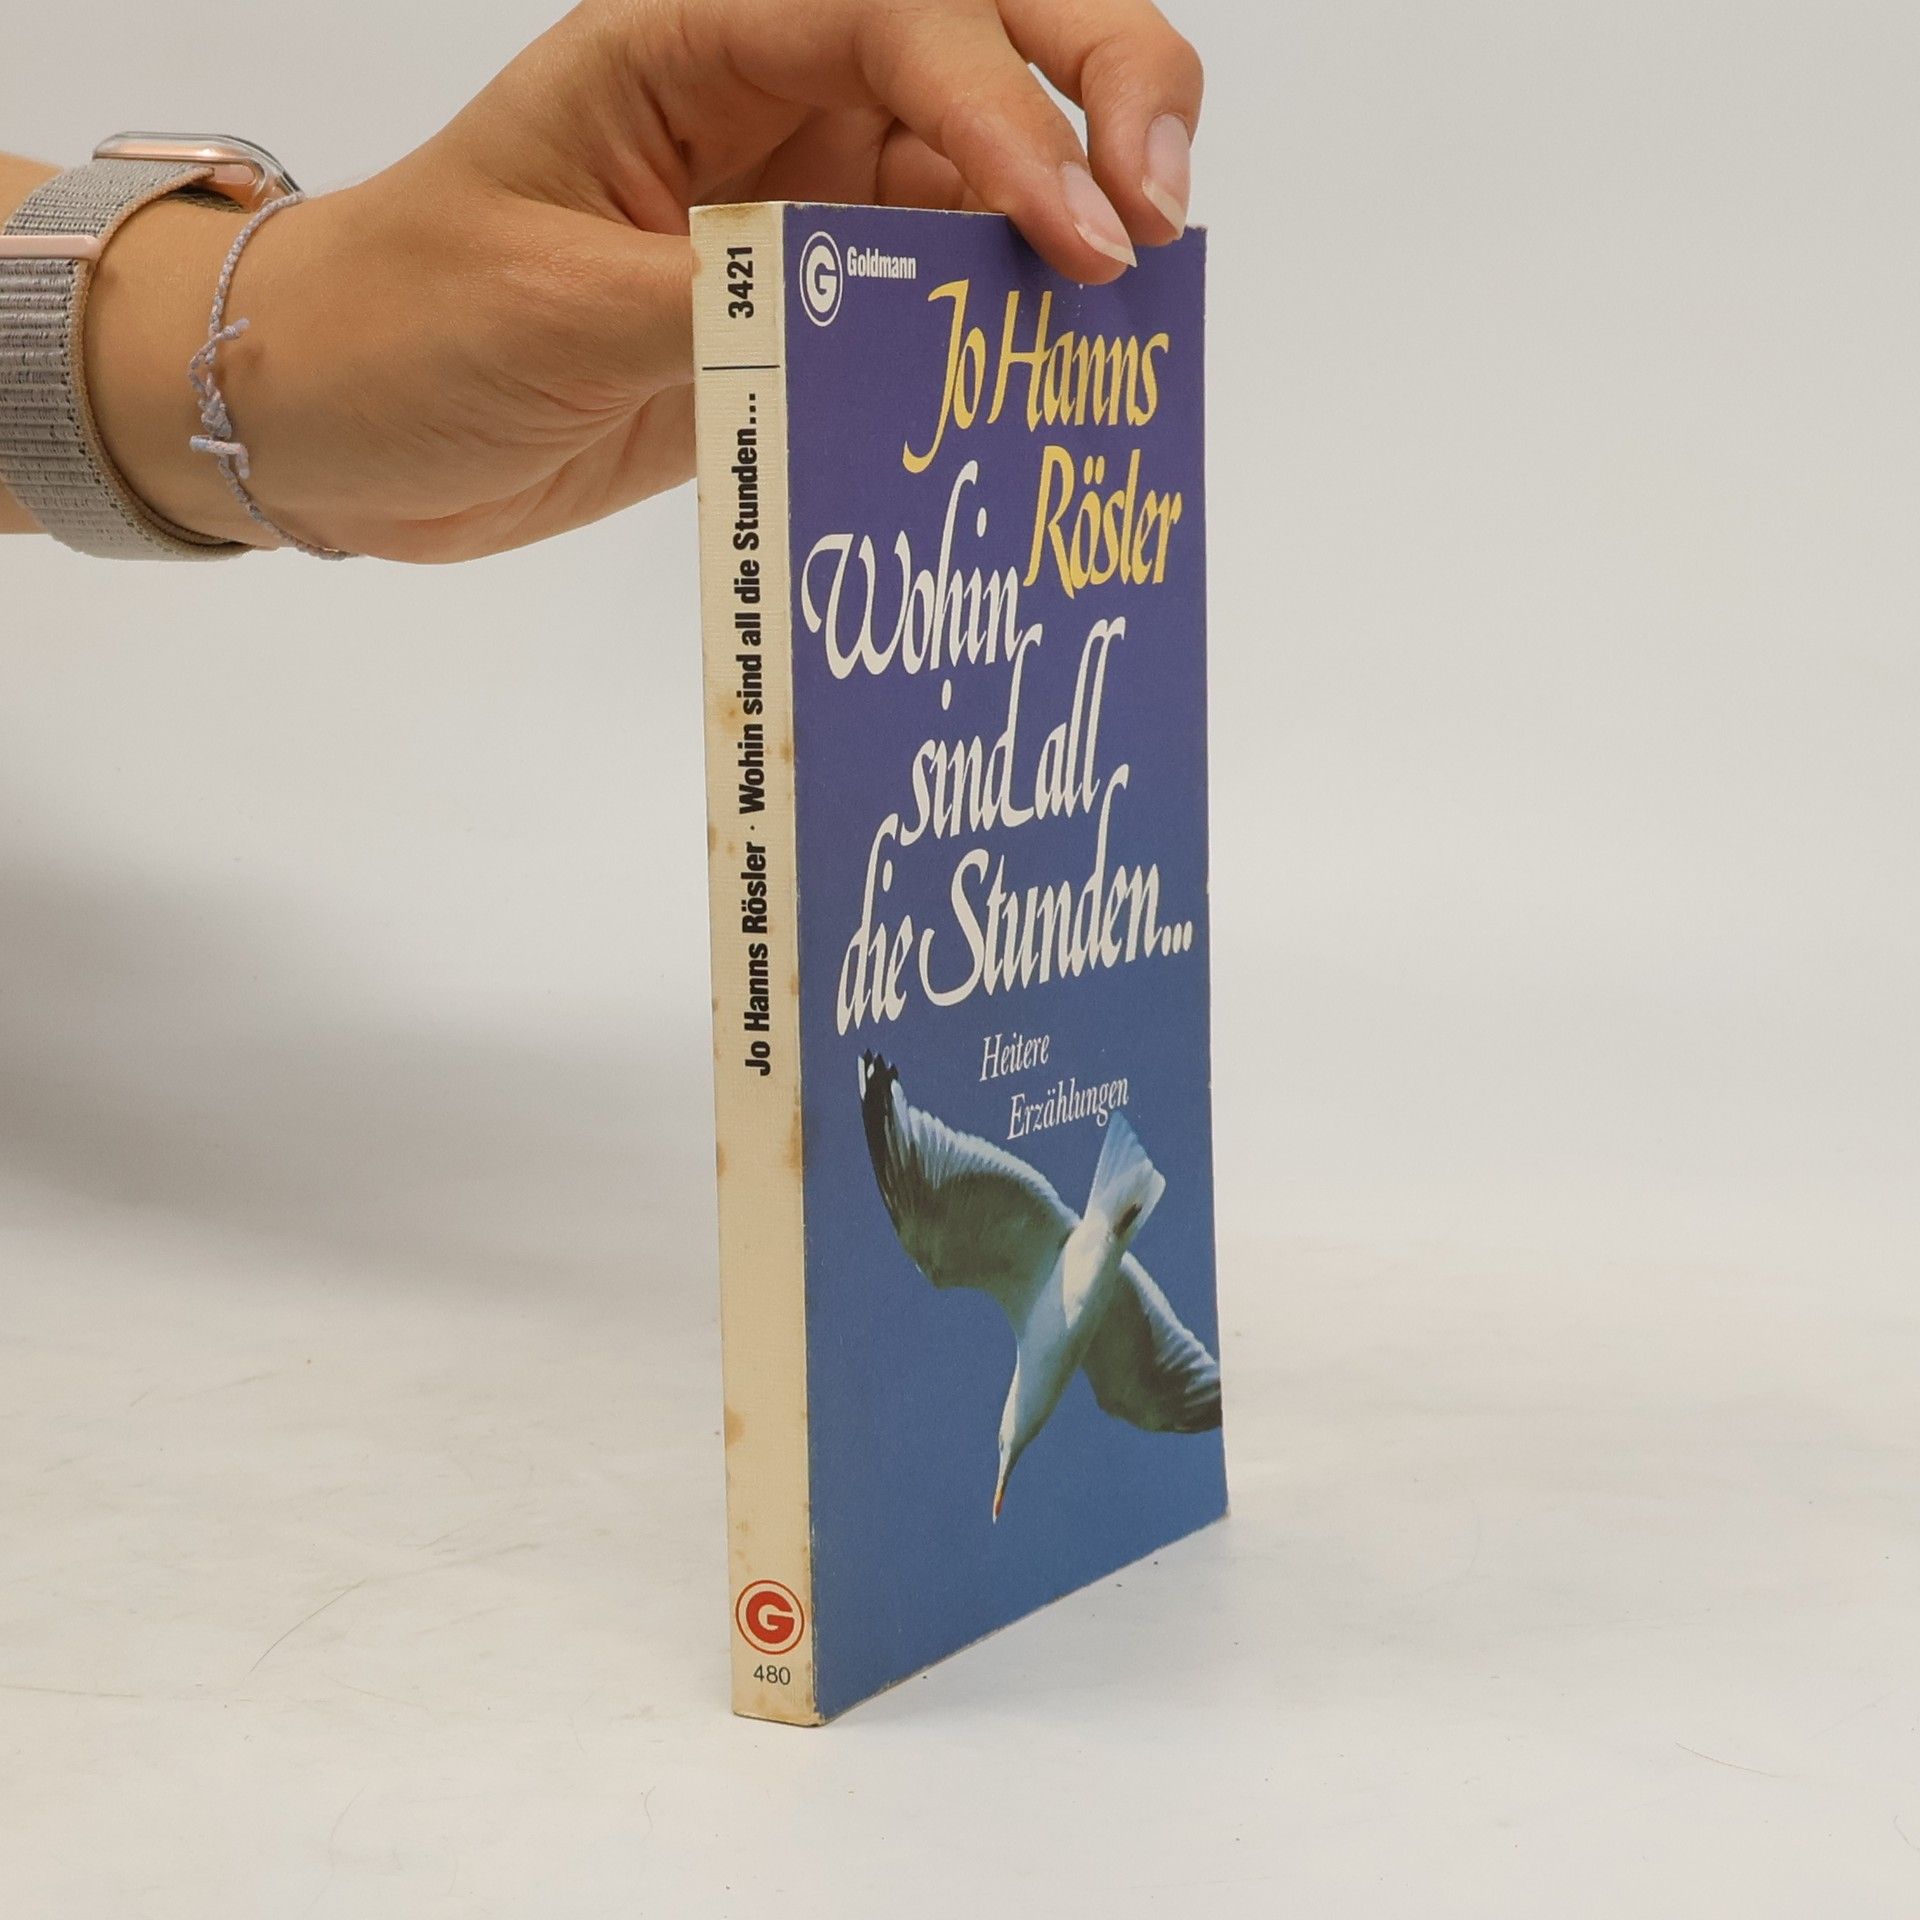 3421
Jo Hanns Rösler · Wohin sind all die Stunden...
G
480
G Goldmann
Jo Hanns
Rösler
Wohin
sind all
die Stunden...
Heitere
Erzählungen